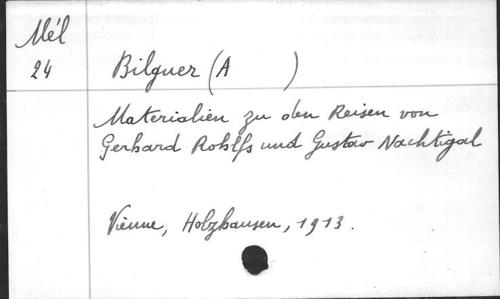 Mél
24
Bilguer (A )
Materialien zu den Reisen von
Gerhard Rohlfs und Gustav Nachtigal
Vienne, Holzhausen, 1913.